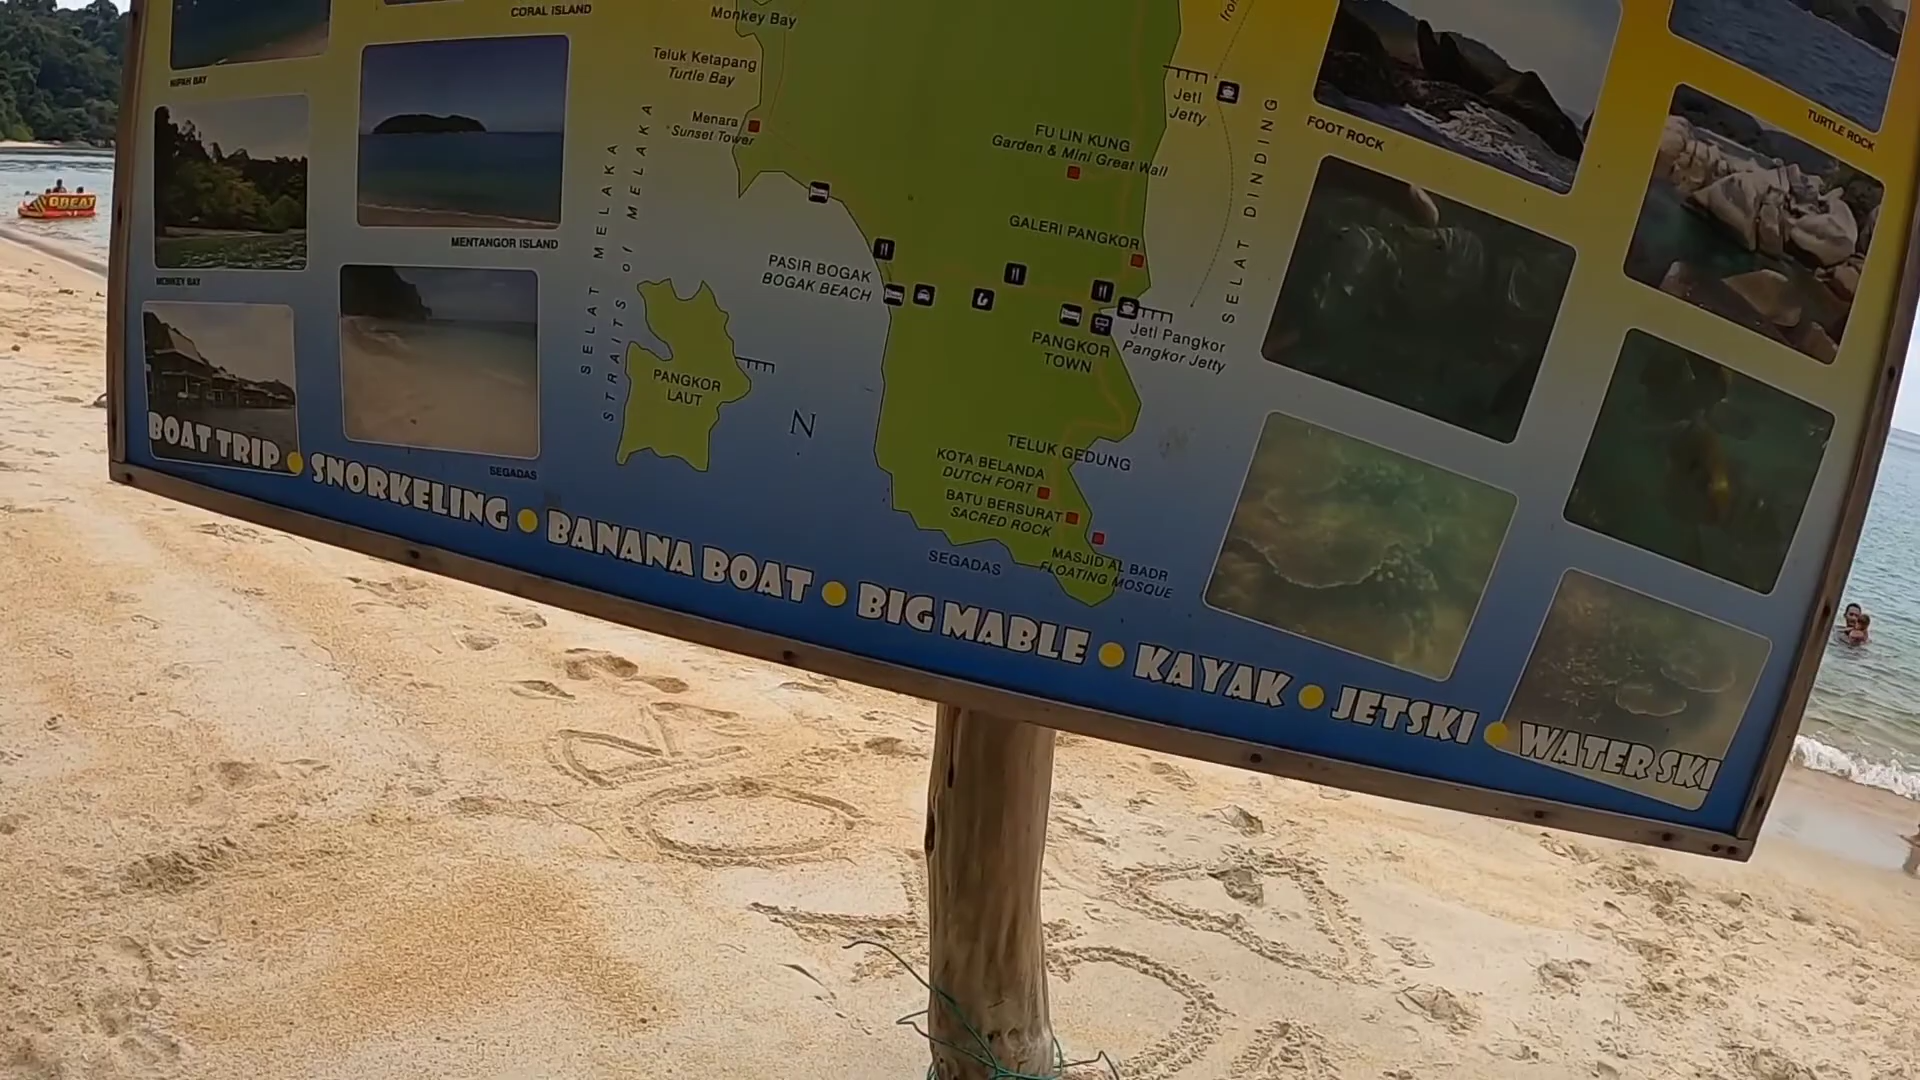 CORAL ISLAND
Monkey Bay
NIPAH BAY
Teluk Ketapang
Turtle Bay
Jeti
Jetty
Menara
Sunset Tower
FU LIN KUNG
Garden & Mini Great Wall
FOOT ROCK
TURTLE ROCK
GREAT
MENTANGOR ISLAND
SELAT MELAKA
STRAITS of MELAKA
GALERI PANGKOR
SELAT DINDING
MONKEY BAY
PASIR BOGAK
BOGAK BEACH
Jeti Pangkor
Pangkor Jetty
PANGKOR
TOWN
PANGKOR
LAUT
N
TELUK GEDUNG
KOTA BELANDA
DUTCH FORT
BATU BERSURAT
SACRED ROCK
SEGADAS
SEGADAS
MASJID AL BADR
FLOATING MOSQUE
BOAT TRIP • SNORKELING • BANANA BOAT • BIG MABLE • KAYAK • JETSKI • WATER SKI